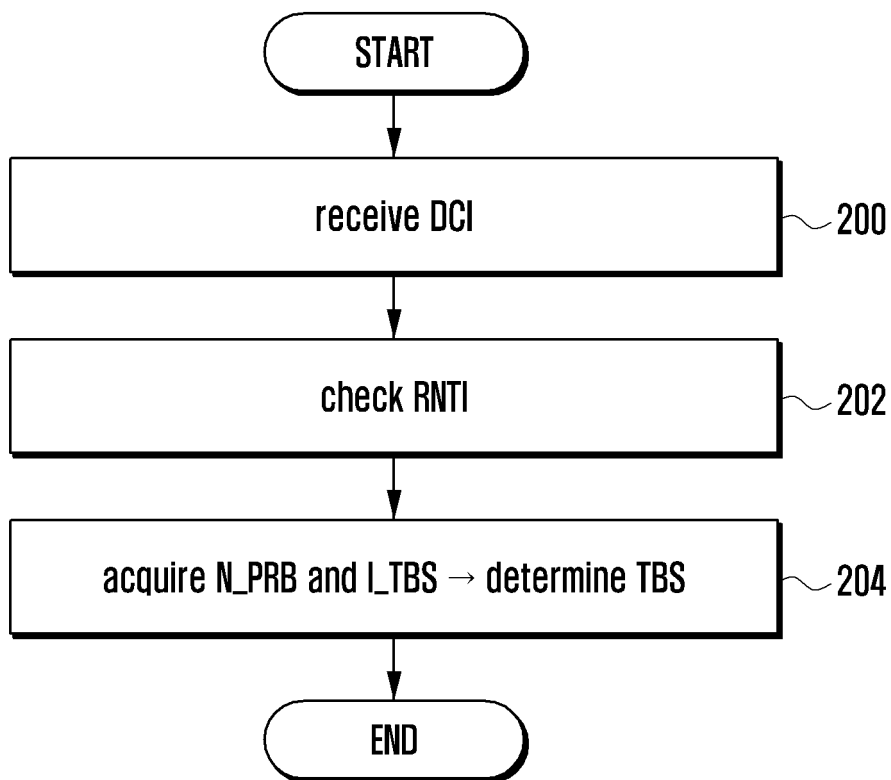 START
receive DCI
200
check RNTI
202
acquire N_PRB and I_TBS → determine TBS
204
END